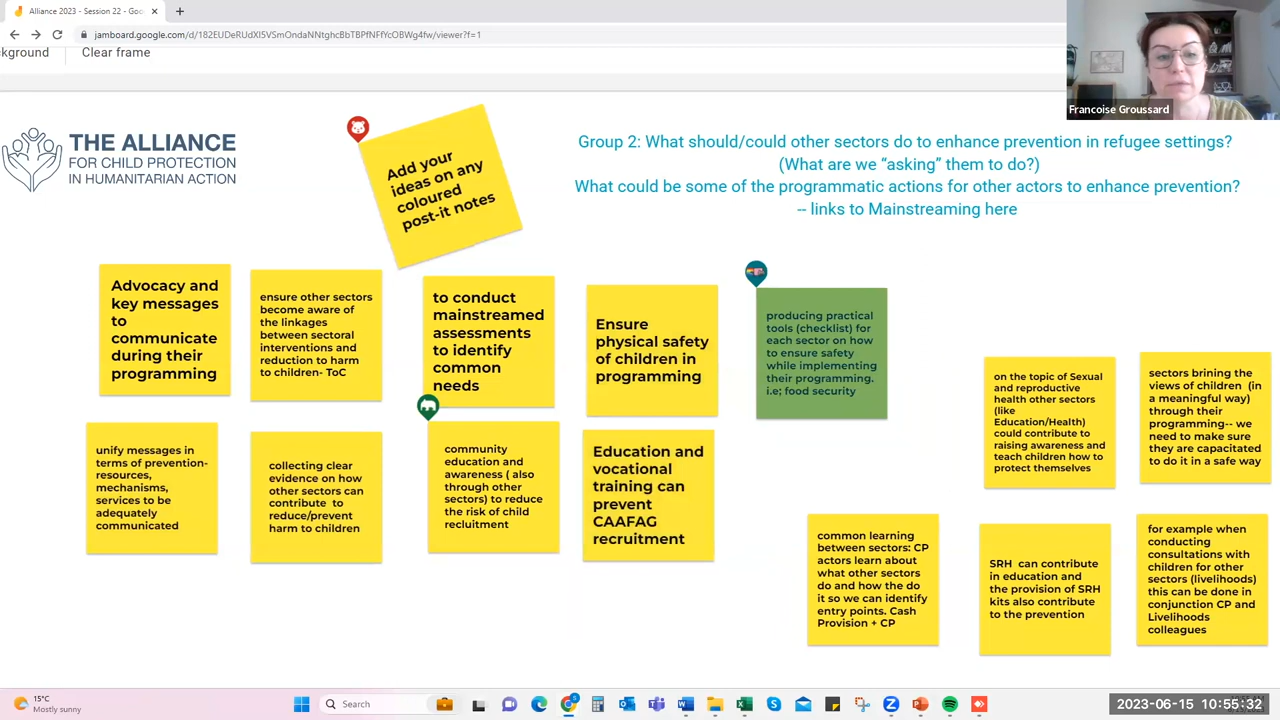 Alliance 2023 - Session 22 - Goo
jamboard.google.com/d/182EUDeRUdXI5VSmOndaNNtghcBbTBPfNFfYcOBWg4fw/viewer?f=1
kground
Clear frame
Francoise Groussard
THE ALLIANCE
FOR CHILD PROTECTION
IN HUMANITARIAN ACTION
Add your
ideas on any
coloured
post-it notes
Group 2: What should/could other sectors do to enhance prevention in refugee settings?
(What are we “asking” them to do?)
What could be some of the programmatic actions for other actors to enhance prevention?
-- links to Mainstreaming here
Advocacy and
key messages
to
communicate
during their
programming
ensure other sectors
become aware of
the linkages
between sectoral
interventions and
reduction to harm
to children- ToC
to conduct
mainstreamed
assessments
to identify
common
needs
Ensure
physical safety
of children in
programming
producing practical
tools (checklist) for
each sector on how
to ensure safety
while implementing
their programming.
i.e; food security
on the topic of Sexual
and reproductive
health other sectors
(like
Education/Health)
could contribute to
raising awareness and
teach children how to
protect themselves
sectors brining the
views of children (in
a meaningful way)
through their
programming-- we
need to make sure
they are capacitated
to do it in a safe way
unify messages in
terms of prevention-
resources,
mechanisms,
services to be
adequately
communicated
collecting clear
evidence on how
other sectors can
contribute to
reduce/prevent
harm to children
community
education and
awareness ( also
through other
sectors) to reduce
the risk of child
recluitment
Education and
vocational
training can
prevent
CAAFAG
recruitment
common learning
between sectors: CP
actors learn about
what other sectors
do and how the do
it so we can identify
entry points. Cash
Provision + CP
SRH can contribute
in education and
the provision of SRH
kits also contribute
to the prevention
for example when
conducting
consultations with
children for other
sectors (livelihoods)
this can be done in
conjunction CP and
Livelihoods
colleagues
15°C
Mostly sunny
Search
2023-06-15 10:55:32